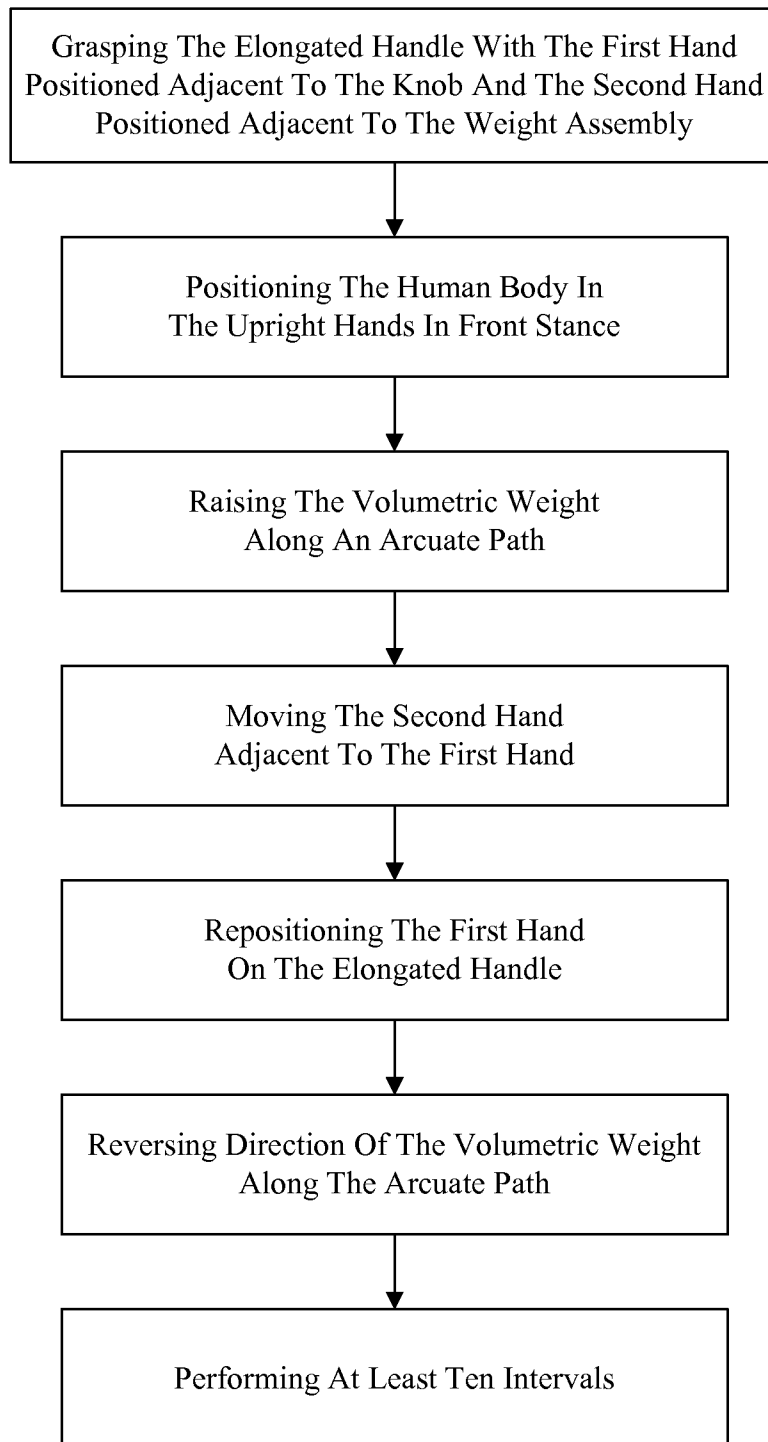 Grasping The Elongated Handle With The First Hand
Positioned Adjacent To The Knob And The Second Hand
Positioned Adjacent To The Weight Assembly
Positioning The Human Body In
The Upright Hands In Front Stance
Raising The Volumetric Weight
Along An Arcuate Path
Moving The Second Hand
Adjacent To The First Hand
Repositioning The First Hand
On The Elongated Handle
Reversing Direction Of The Volumetric Weight
Along The Arcuate Path
Performing At Least Ten Intervals